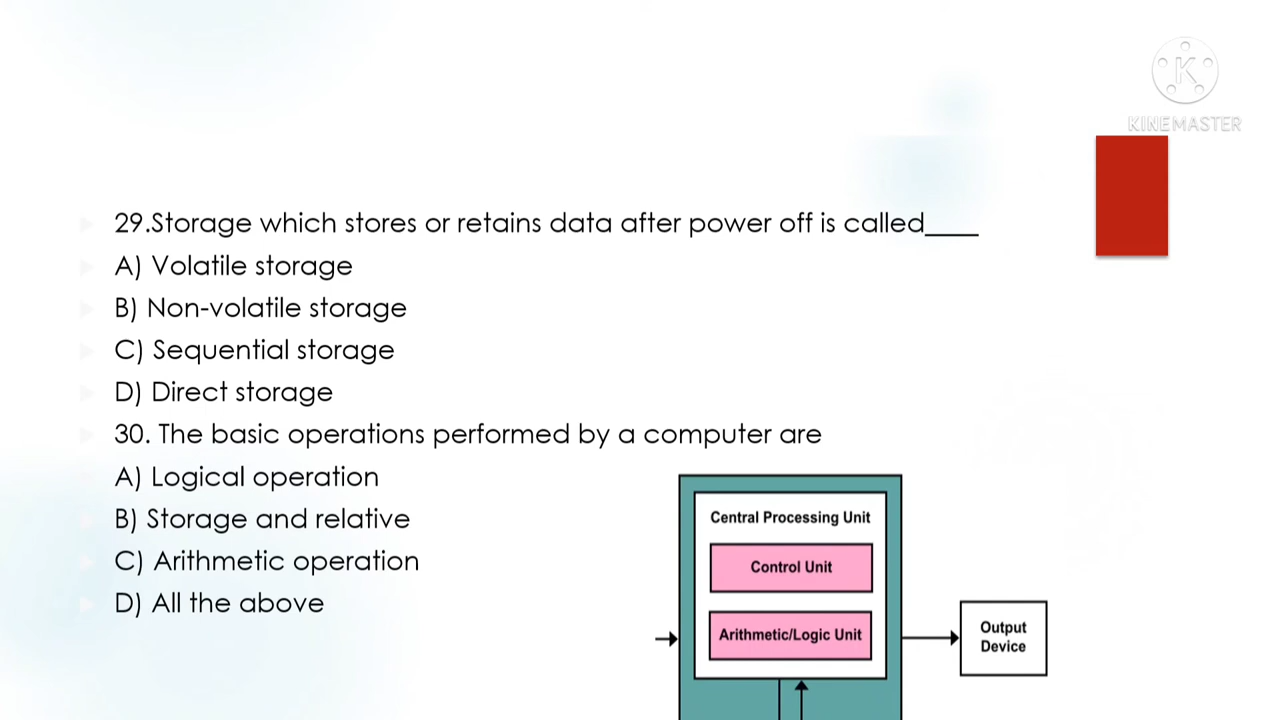 KINEMASTER
29.Storage which stores or retains data after power off is called____
A) Volatile storage
B) Non-volatile storage
C) Sequential storage
D) Direct storage
30. The basic operations performed by a computer are
A) Logical operation
B) Storage and relative
C) Arithmetic operation
D) All the above
Central Processing Unit
Control Unit
Arithmetic/Logic Unit
Output
Device